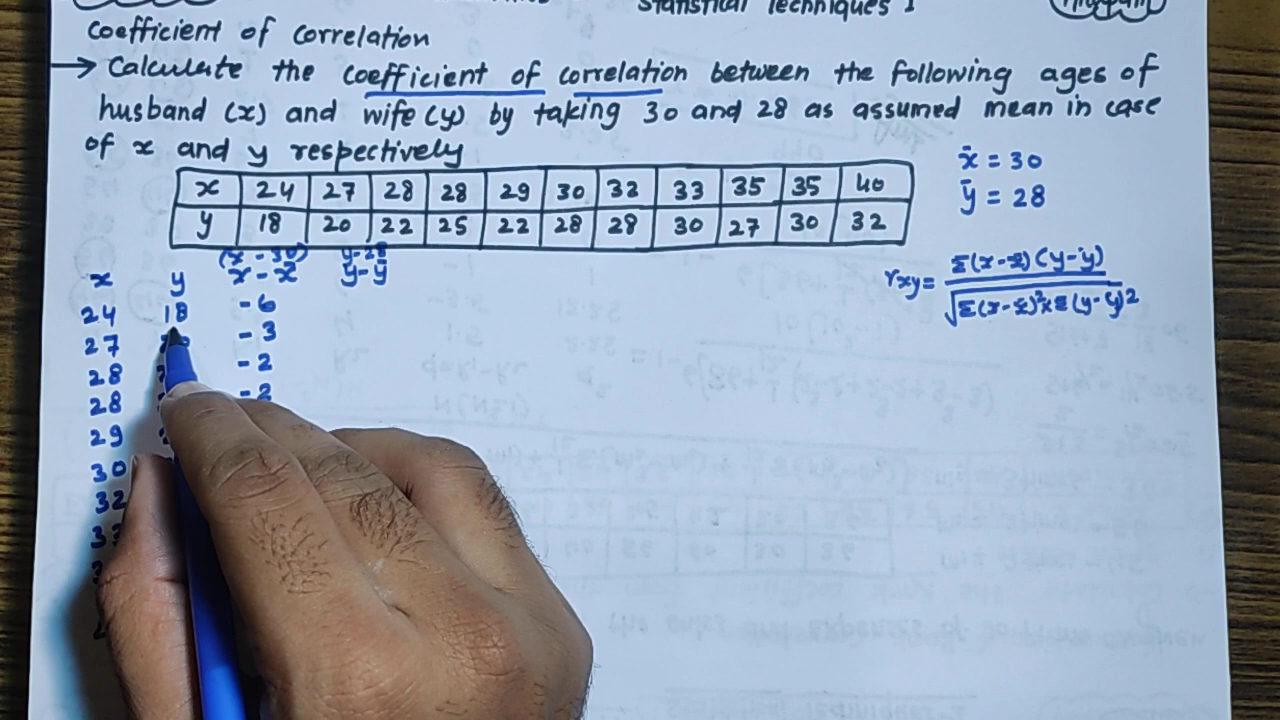 Statistical Techniques I
coefficient of correlation
→ Calculate the coefficient of correlation between the following ages of
husband (x) and wife (y) by taking 30 and 28 as assumed mean in case
of x and y respectively
x 24 27 28 28 29 30 32 33 35 35 40
y 18 20 22 25 22 28 28 30 27 30 32
x̄ = 30
ȳ = 28
rxy = Σ(x-x̄)(y-ȳ)
√Σ(x-x̄)²xΣ(y-ȳ)²
(x-30) y-28
x y x-x̄ y-ȳ
24 18 -6
27 -3
28 -2
28 -2
29
30
32